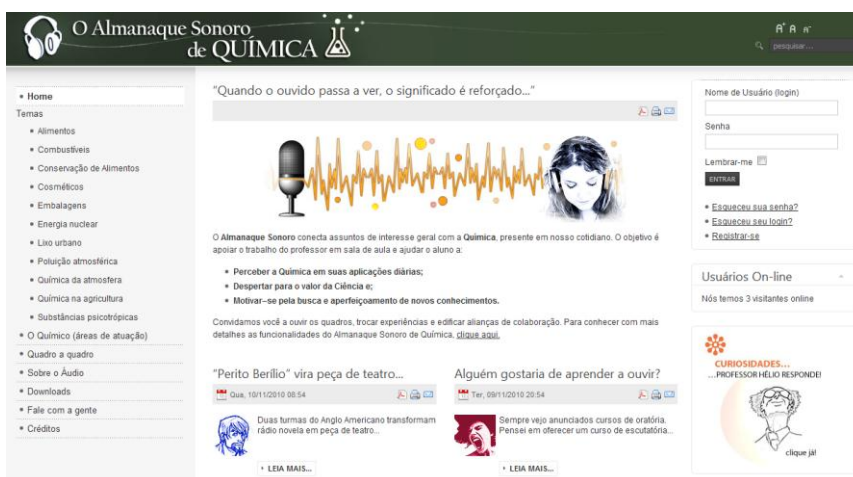 O Almanaque Sonoro
de QUÍMICA
A+ A A-
pesquisar ...
Home
Temas
Alimentos
Combustíveis
Conservação de Alimentos
Cosméticos
Embalagens
Energia nuclear
Lixo urbano
Poluição atmosférica
Química da atmosfera
Química na agricultura
Substâncias psicotrópicas
O Químico (áreas de atuação)
Quadro a quadro
Sobre o Áudio
Downloads
Fale com a gente
Créditos
"Quando o ouvido passa a ver, o significado é reforçado..."
O Almanaque Sonoro conecta assuntos de interesse geral com a Química, presente em nosso cotidiano. O objetivo é
apoiar o trabalho do professor em sala de aula e ajudar o aluno a:
Perceber a Química em suas aplicações diárias;
Despertar para o valor da Ciência e;
Motivar–se pela busca e aperfeiçoamento de novos conhecimentos.
Convidamos você a ouvir os quadros, trocar experiências e edificar alianças de colaboração. Para conhecer com mais
detalhes as funcionalidades do Almanaque Sonoro de Química, clique aqui.
"Perito Berílio" vira peça de teatro...
Qua, 10/11/2010 08:54
Duas turmas do Anglo Americano transformam
rádio novela em peça de teatro...
LEIA MAIS...
Alguém gostaria de aprender a ouvir?
Ter, 09/11/2010 20:54
Sempre vejo anunciados cursos de oratória.
Pensei em oferecer um curso de escutatória...
LEIA MAIS...
Nome de Usuário (login)
Senha
Lembrar-me
ENTRAR
Esqueceu sua senha?
Esqueceu seu login?
Registrar-se
Usuários On-line
Nós temos 3 visitantes online
CURIOSIDADES...
...PROFESSOR HÉLIO RESPONDE!
clique já!